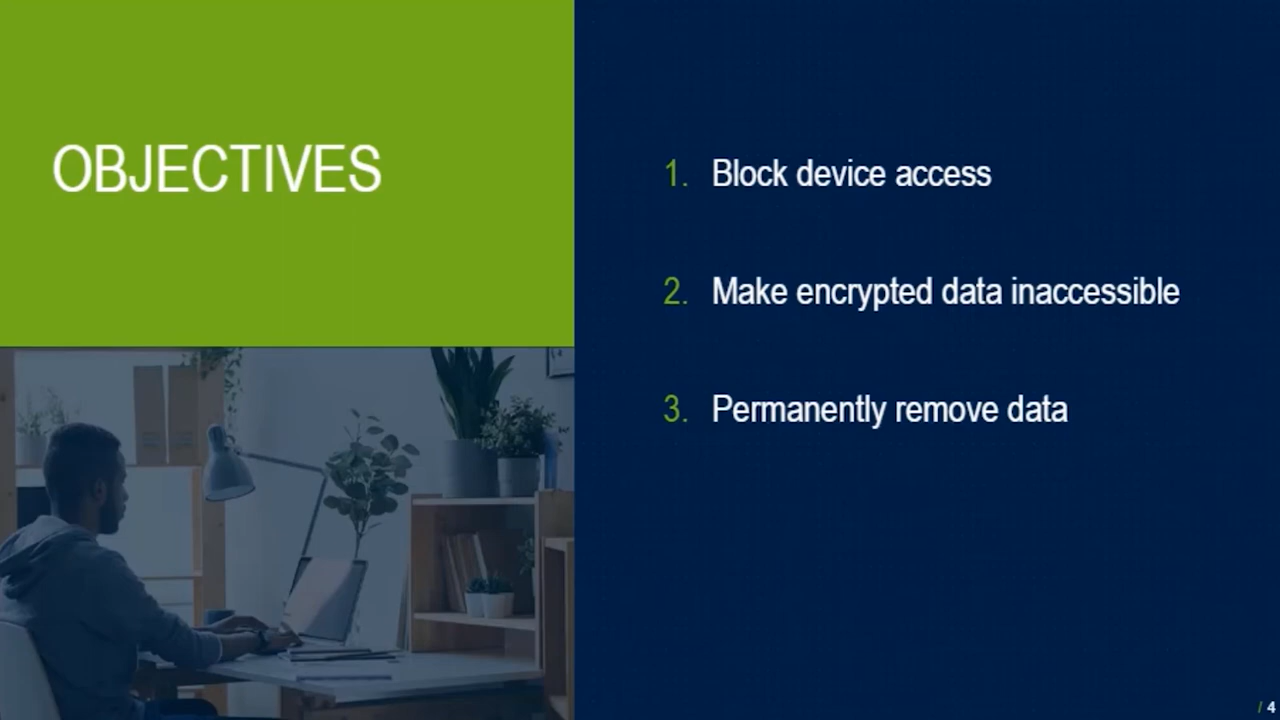 OBJECTIVES
1. Block device access
2. Make encrypted data inaccessible
3. Permanently remove data
/ 4